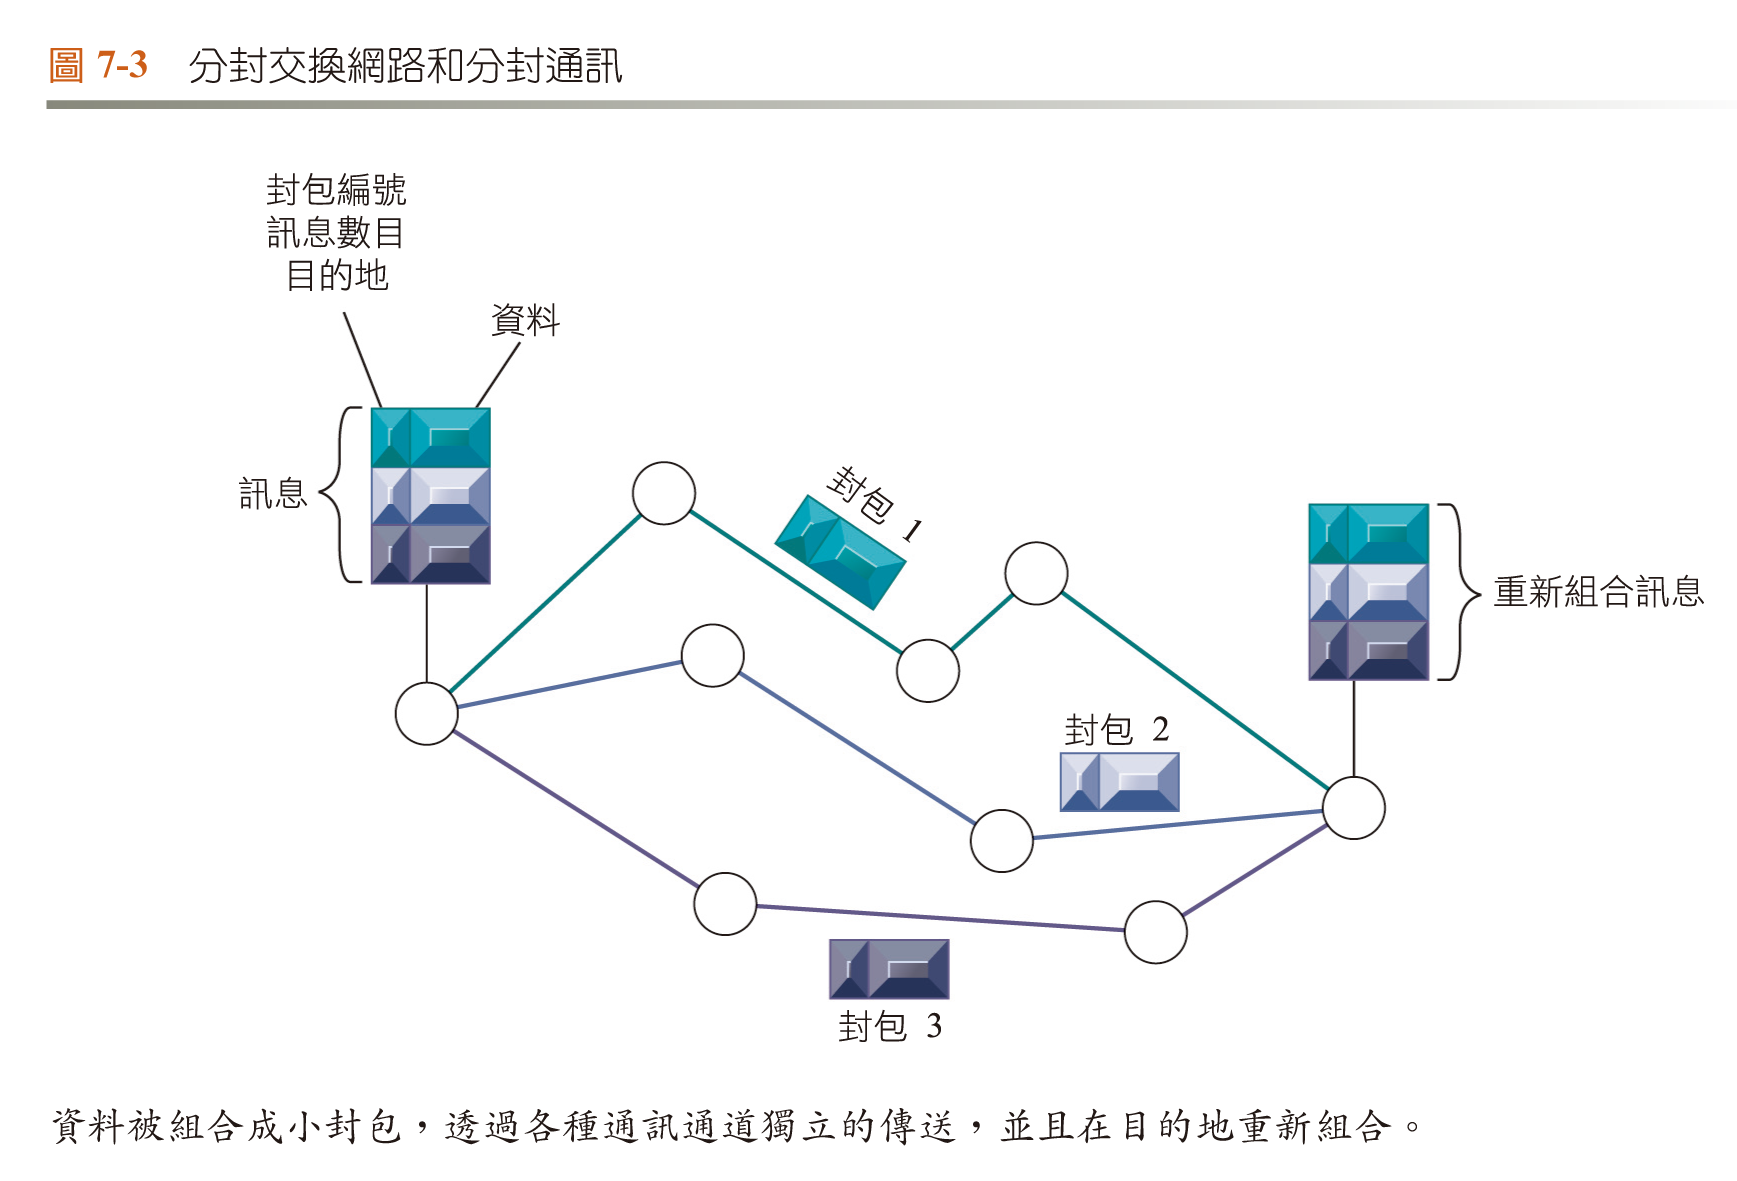 圖 7-3 分封交換網路和分封通訊
封包編號
訊息數目
目的地
資料
訊息
封包 1
重新組合訊息
封包 2
封包 3
資料被組合成小封包，透過各種通訊通道獨立的傳送，並且在目的地重新組合。